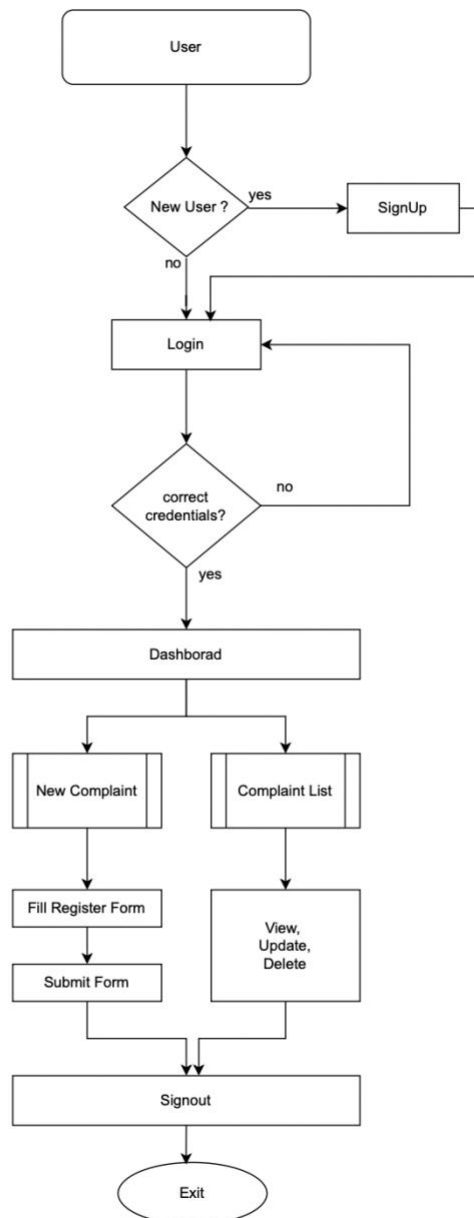 User
New User ?
yes
SignUp
no
Login
correct
credentials?
no
yes
Dashborad
New Complaint
Complaint List
Fill Register Form
View,
Update,
Delete
Submit Form
Signout
Exit